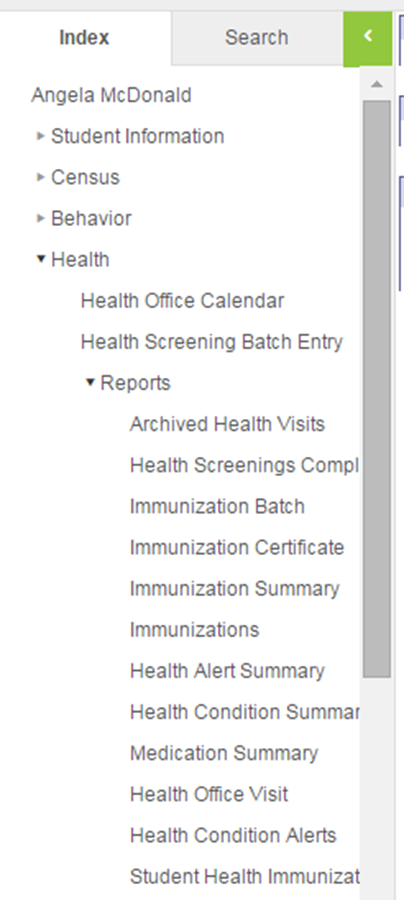 Index
Search
Angela McDonald
Student Information
Census
Behavior
Health
Health Office Calendar
Health Screening Batch Entry
Reports
Archived Health Visits
Health Screenings Compl
Immunization Batch
Immunization Certificate
Immunization Summary
Immunizations
Health Alert Summary
Health Condition Summar
Medication Summary
Health Office Visit
Health Condition Alerts
Student Health Immunizat